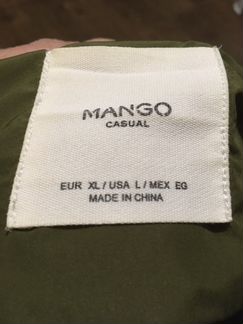 MANGO
CASUAL
EUR XL / USA L / MEX EG
MADE IN CHINA